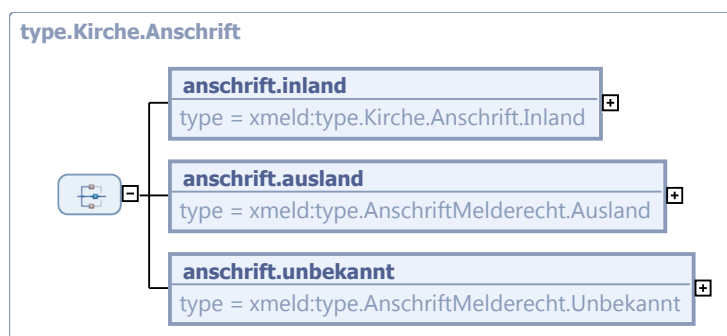 type.Kirche.Anschrift
anschrift.inland
type = xmeld:type.Kirche.Anschrift.Inland
anschrift.ausland
type = xmeld:type.AnschriftMelderecht.Ausland
anschrift.unbekannt
type = xmeld:type.AnschriftMelderecht.Unbekannt